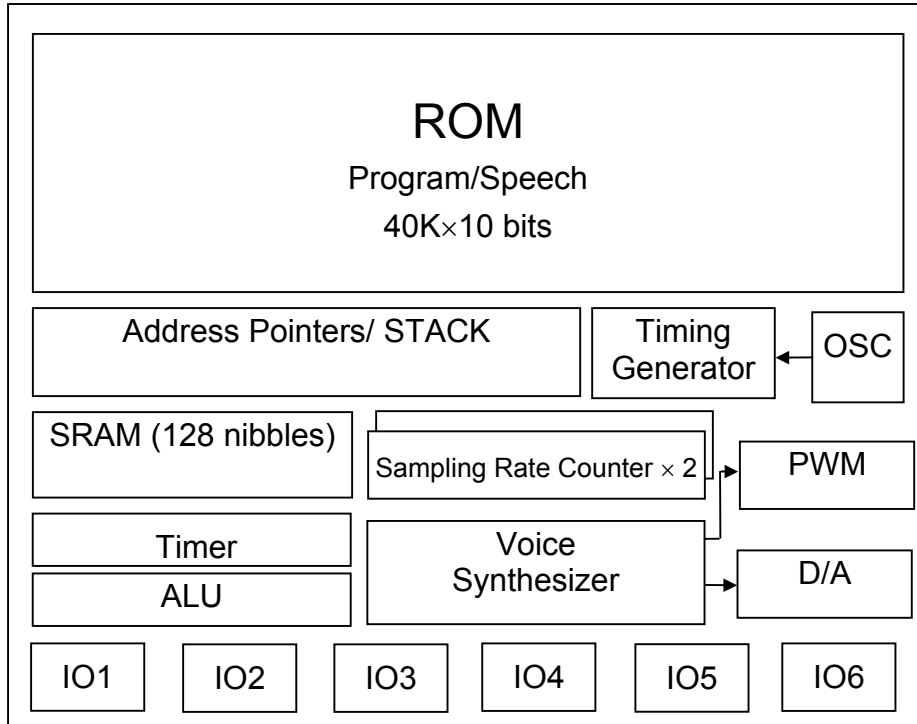 ROM
Program/Speech
40K×10 bits
Address Pointers/ STACK
Timing
Generator
OSC
SRAM (128 nibbles)
Sampling Rate Counter × 2
PWM
Timer
Voice
Synthesizer
D/A
ALU
IO1
IO2
IO3
IO4
IO5
IO6